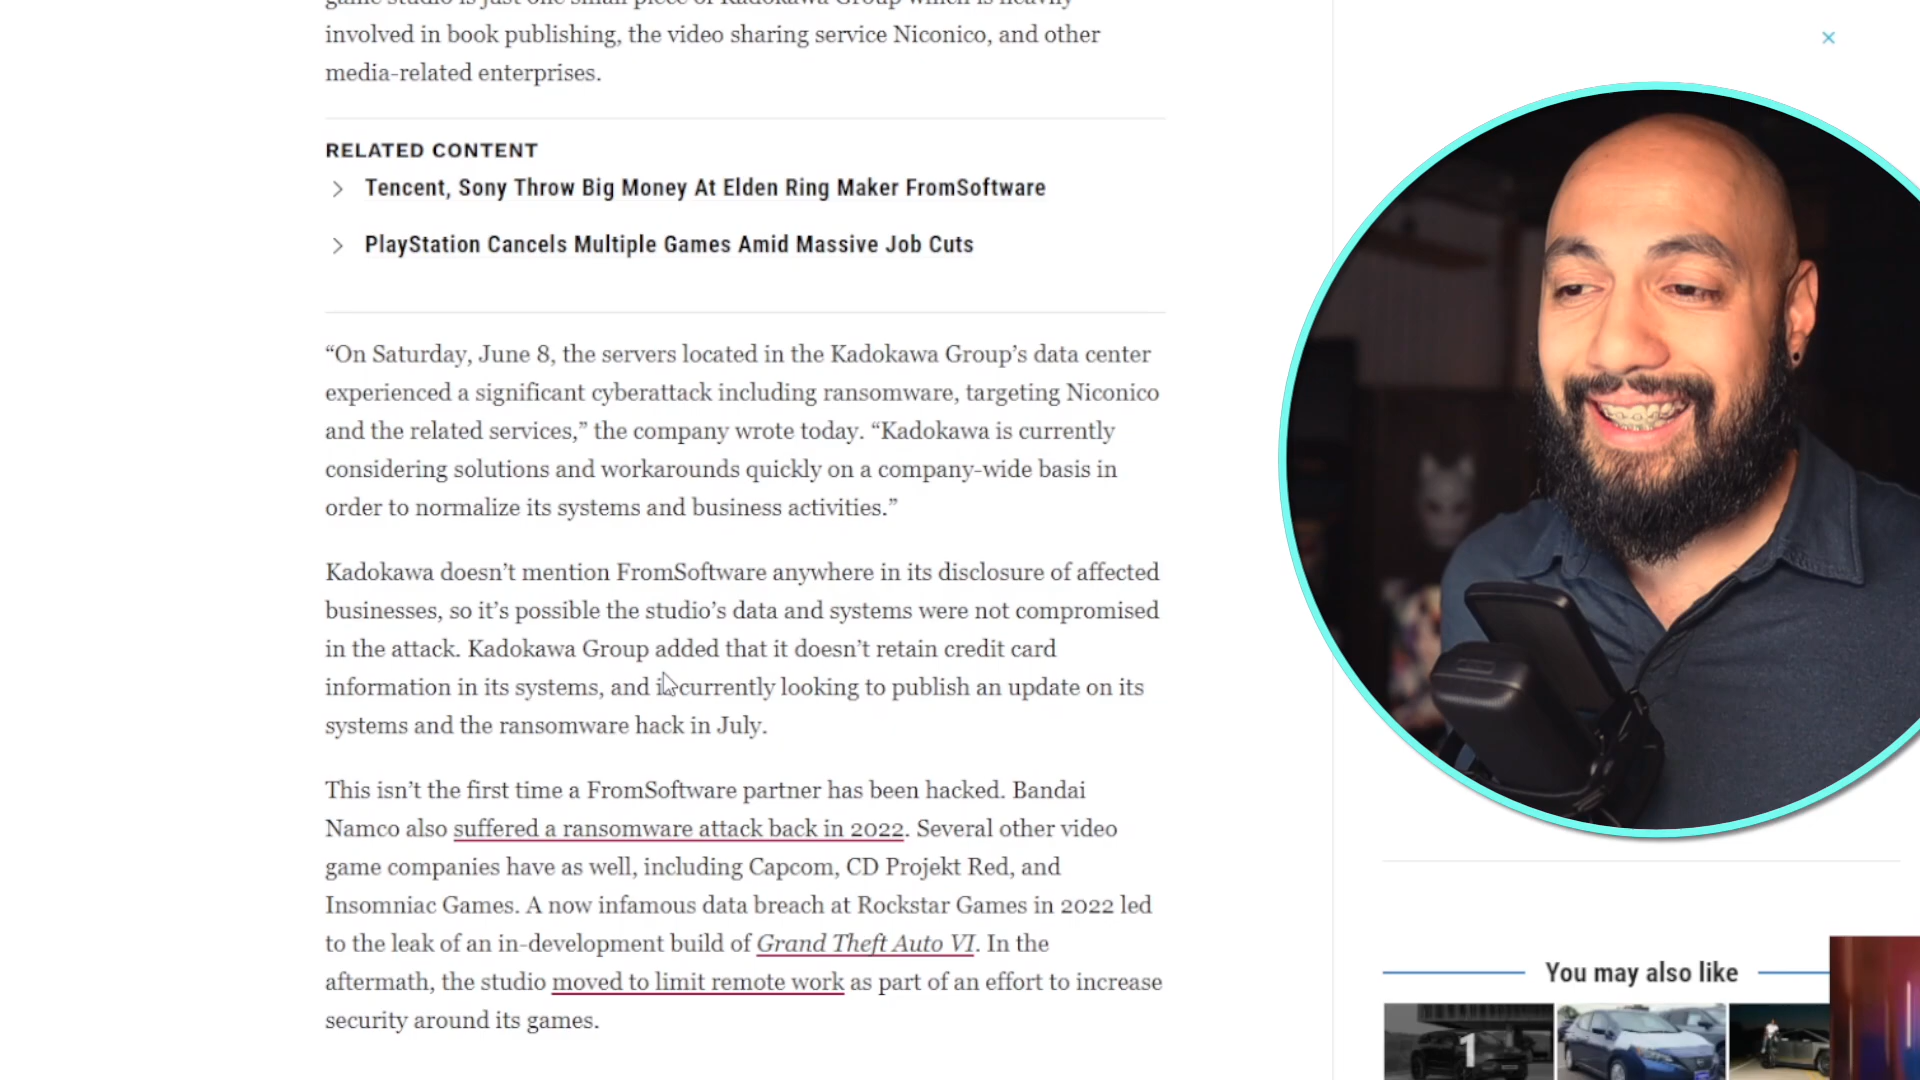 involved in book publishing, the video sharing service Niconico, and other
media-related enterprises.
RELATED CONTENT
Tencent, Sony Throw Big Money At Elden Ring Maker FromSoftware
PlayStation Cancels Multiple Games Amid Massive Job Cuts
“On Saturday, June 8, the servers located in the Kadokawa Group’s data center
experienced a significant cyberattack including ransomware, targeting Niconico
and the related services,” the company wrote today. “Kadokawa is currently
considering solutions and workarounds quickly on a company-wide basis in
order to normalize its systems and business activities.”
Kadokawa doesn’t mention FromSoftware anywhere in its disclosure of affected
businesses, so it’s possible the studio’s data and systems were not compromised
in the attack. Kadokawa Group added that it doesn’t retain credit card
information in its systems, and currently looking to publish an update on its
systems and the ransomware hack in July.
This isn’t the first time a FromSoftware partner has been hacked. Bandai
Namco also suffered a ransomware attack back in 2022. Several other video
game companies have as well, including Capcom, CD Projekt Red, and
Insomniac Games. A now infamous data breach at Rockstar Games in 2022 led
to the leak of an in-development build of Grand Theft Auto VI. In the
aftermath, the studio moved to limit remote work as part of an effort to increase
security around its games.
You may also like
1